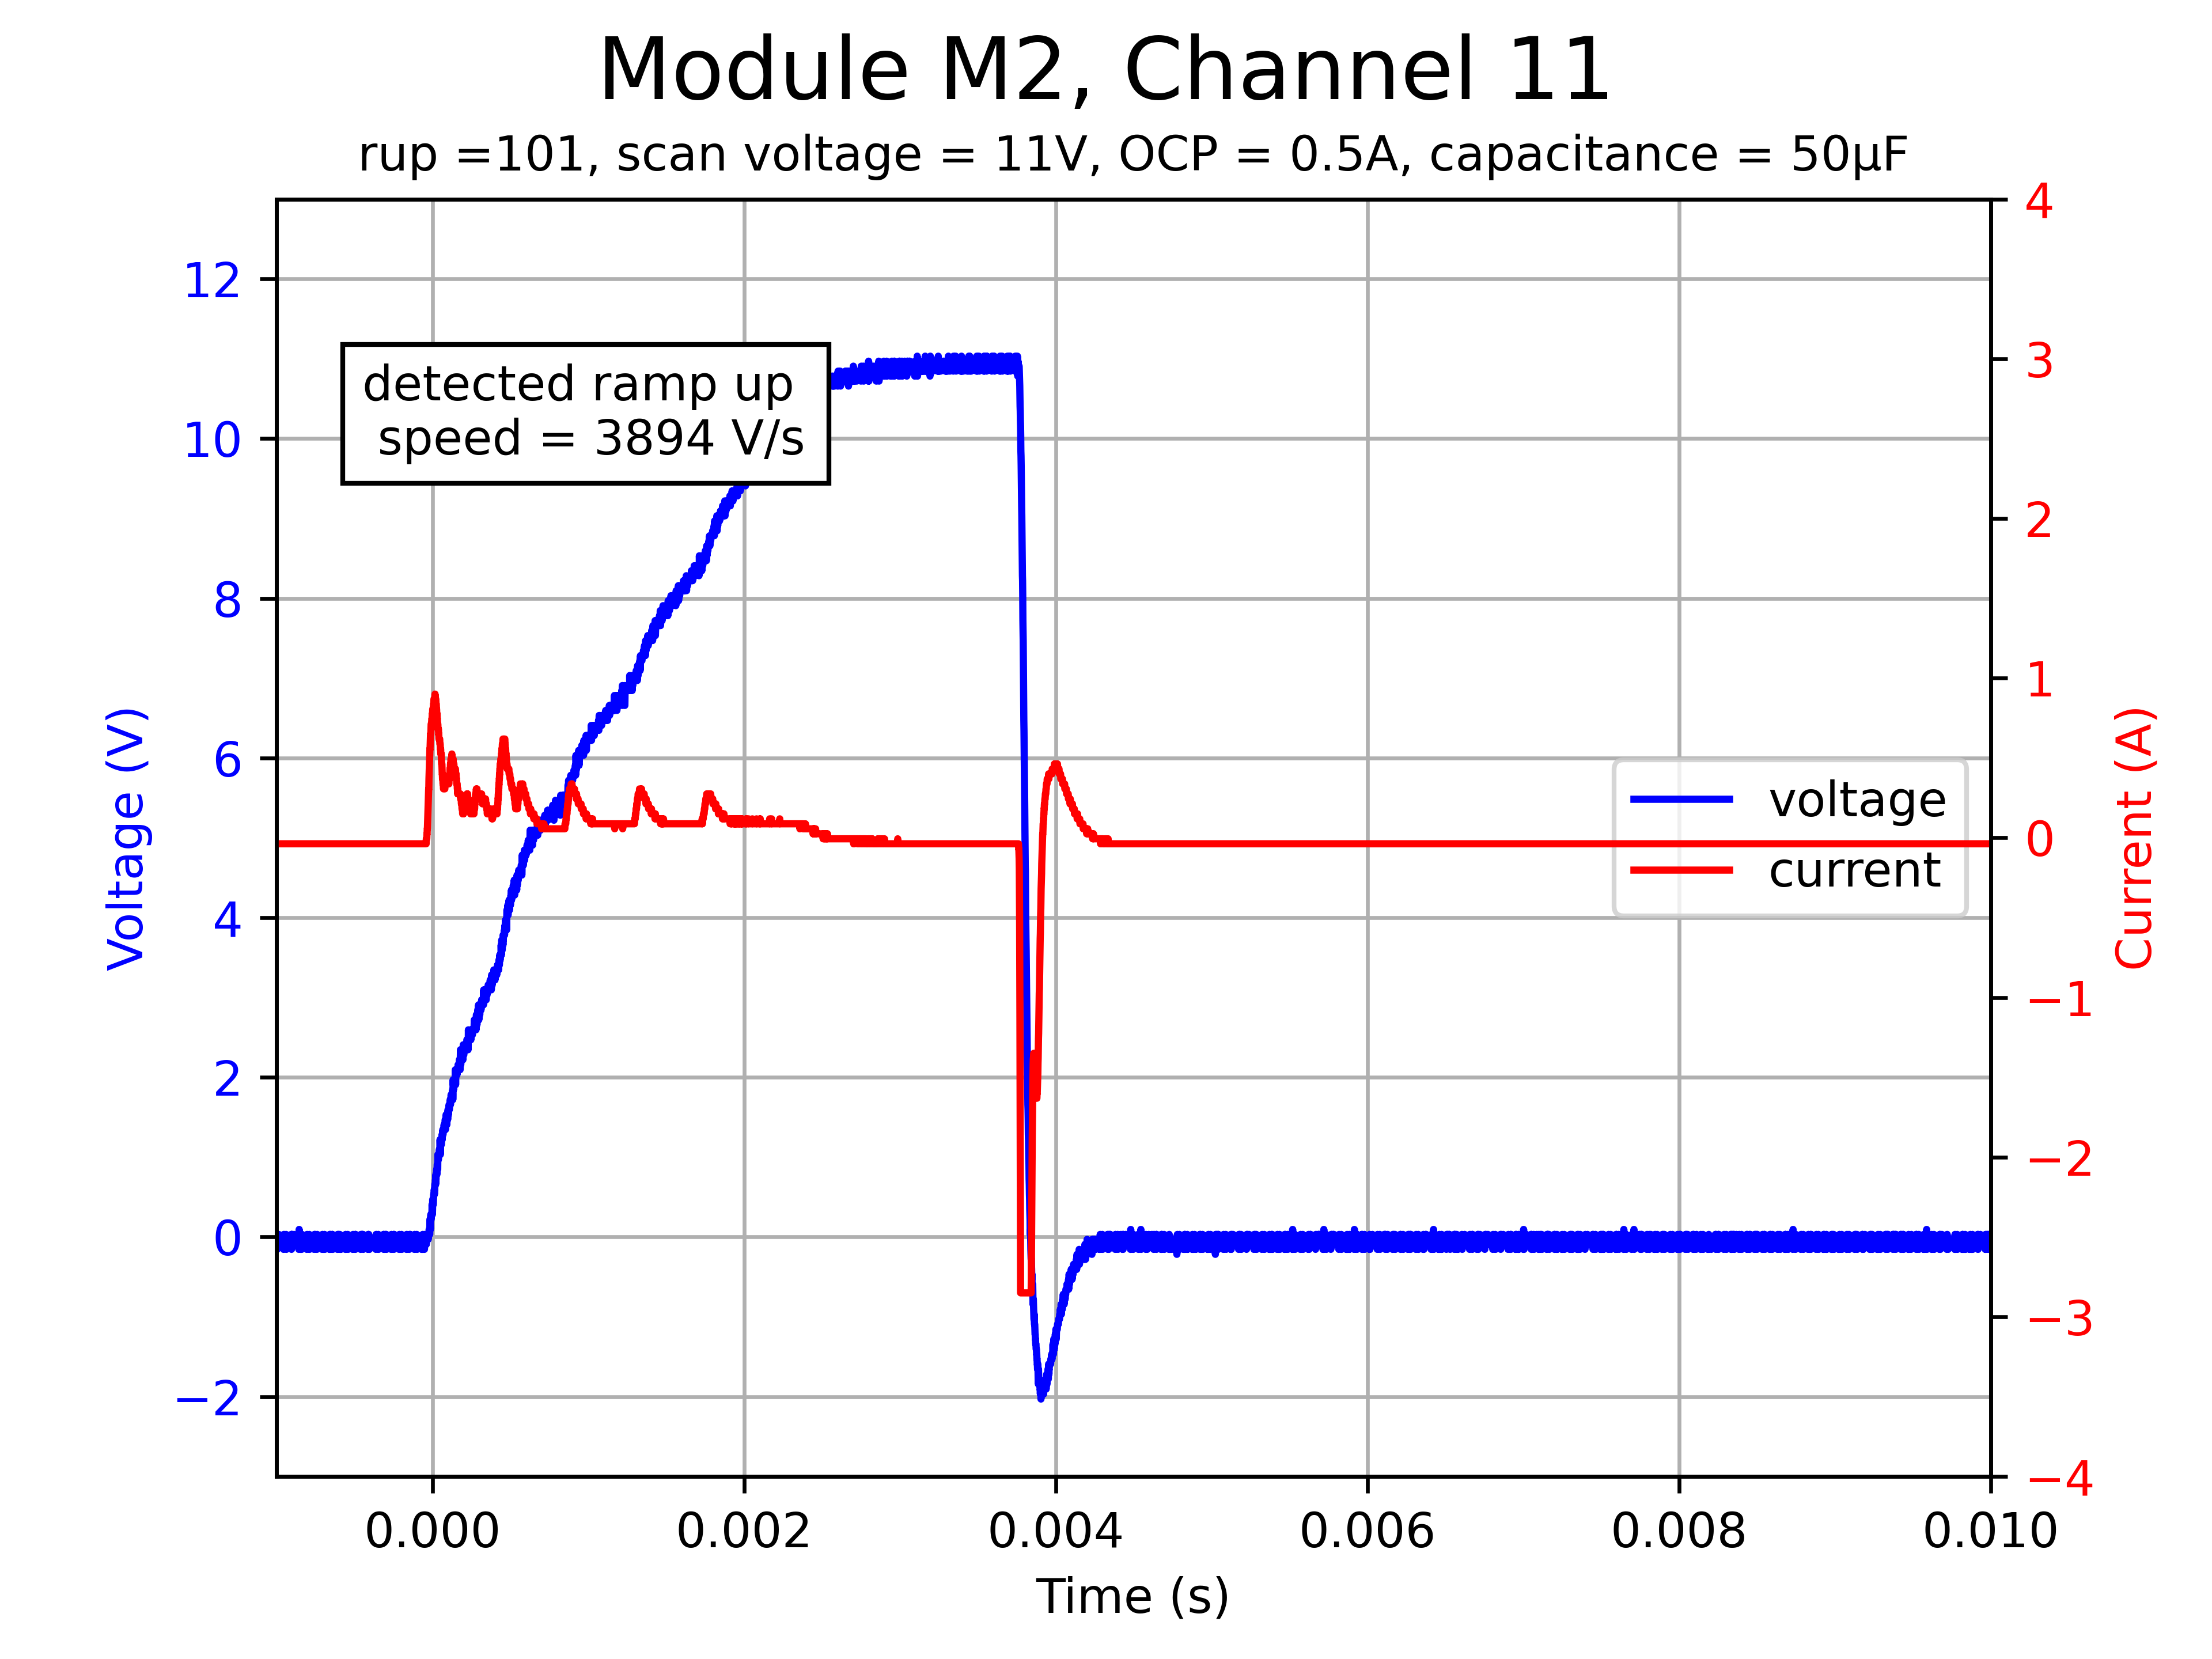 Module M2, Channel 11
rup =101, scan voltage = 11V, OCP = 0.5A, capacitance = 50µF
detected ramp up
speed = 3894 V/s
Voltage (V)
12
10
8
6
4
2
0
−2
4
3
2
1
0
−1
−2
−3
−4
Current (A)
voltage
current
0.000 0.002 0.004 0.006 0.008 0.010
Time (s)